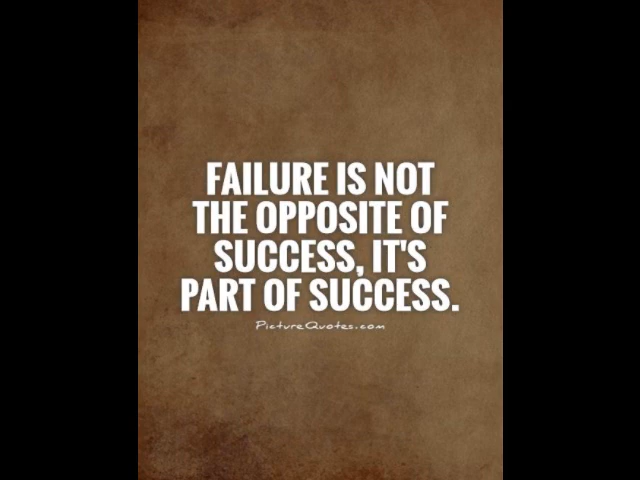 FAILURE IS NOT
THE OPPOSITE OF
SUCCESS, IT'S
PART OF SUCCESS.
PictureQuotes.com